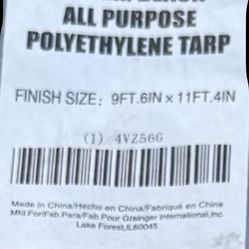 ALL PURPOSE
POLYETHYLENE TARP
FINISH SIZE: 9FT.6IN x 11FT.4IN
(1) 4VZ56G
Made in China/Hecho en China/Fabriqué en China
Mfd.For/Fab.Para/Fab.Pour Grainger International,Inc.
Lake Forest,IL60045